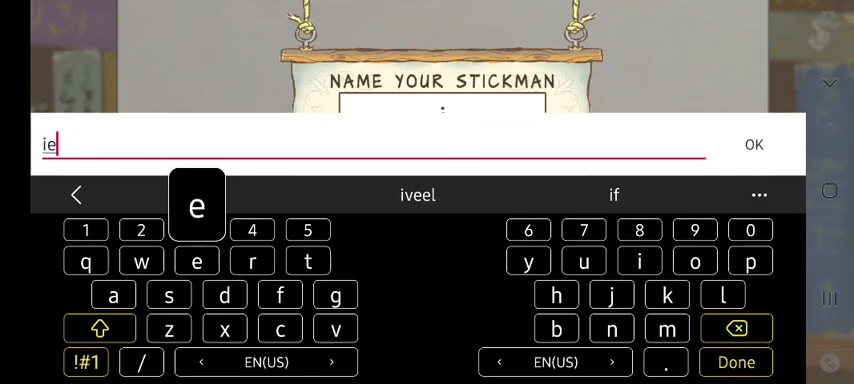 NAME YOUR STICKMAN
i
ie
OK
e
iveel if
1 2 4 5 6 7 8 9 0
q w e r t y u i o p
a s d f g h j k l
z x c v b n m
!#1 / EN(US) EN(US) . Done